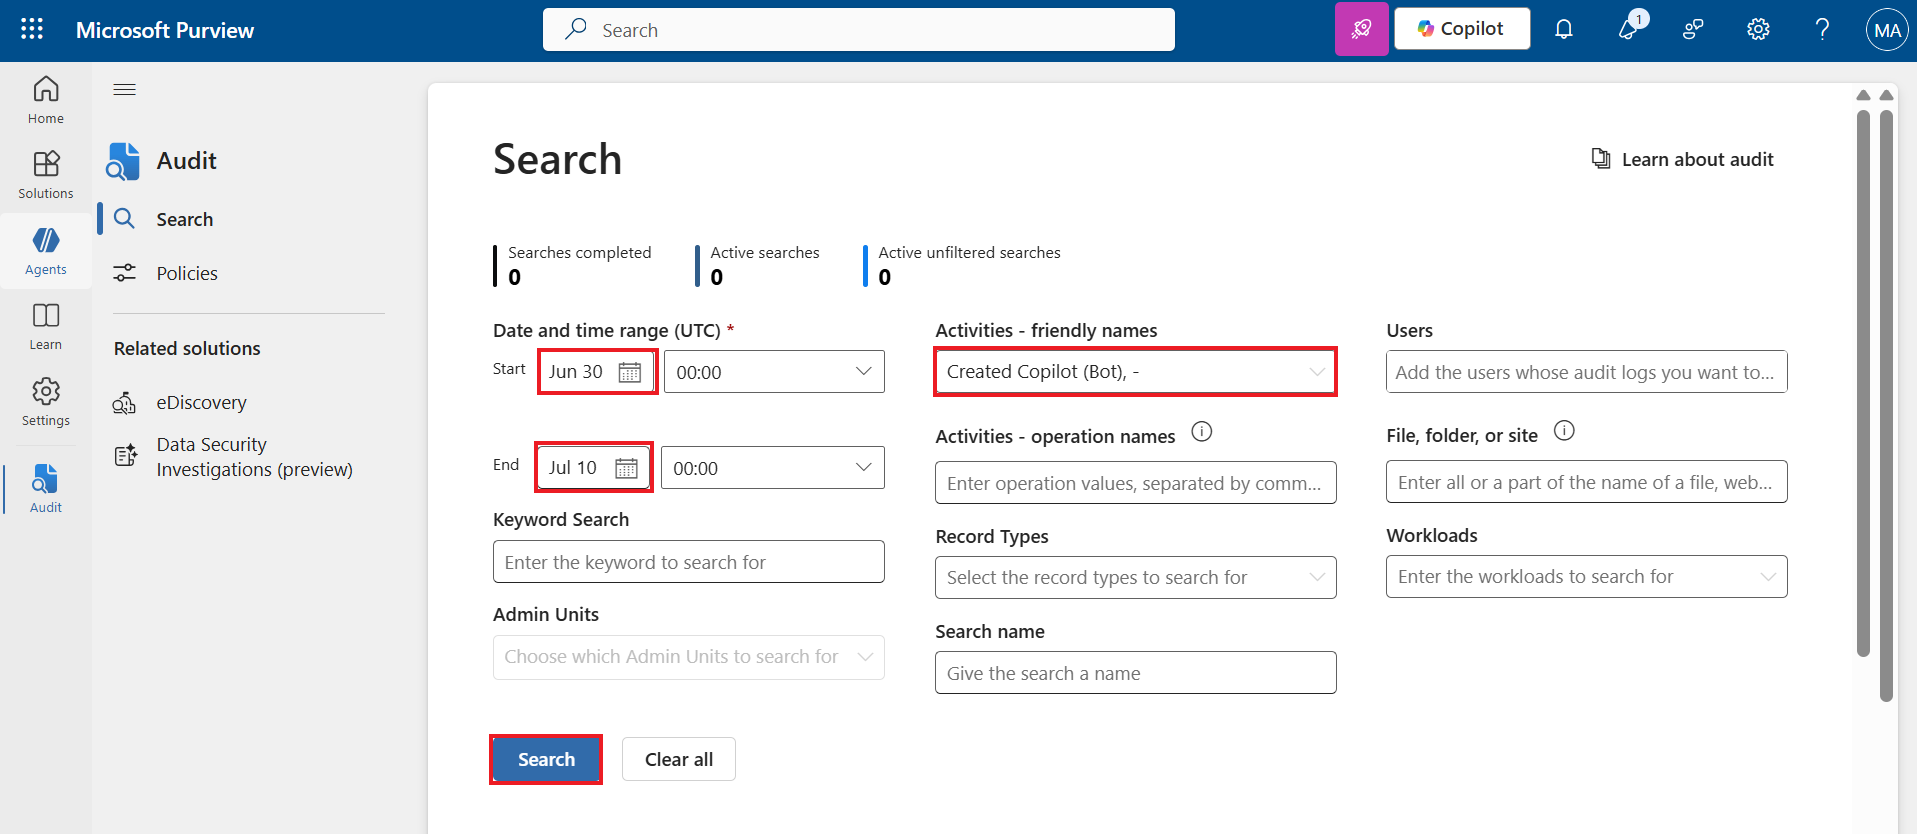 Microsoft Purview
Search
Copilot
1
MA
Home
Solutions
Agents
Learn
Settings
Audit
Audit
Search
Policies
Related solutions
eDiscovery
Data Security
Investigations (preview)
Search
Learn about audit
Searches completed
0
Active searches
0
Active unfiltered searches
0
Date and time range (UTC) *
Start
Jun 30
00:00
End
Jul 10
00:00
Keyword Search
Enter the keyword to search for
Admin Units
Choose which Admin Units to search for
Activities - friendly names
Created Copilot (Bot), -
Activities - operation names
Enter operation values, separated by comm...
Record Types
Select the record types to search for
Search name
Give the search a name
Users
Add the users whose audit logs you want to...
File, folder, or site
Enter all or a part of the name of a file, web...
Workloads
Enter the workloads to search for
Search
Clear all